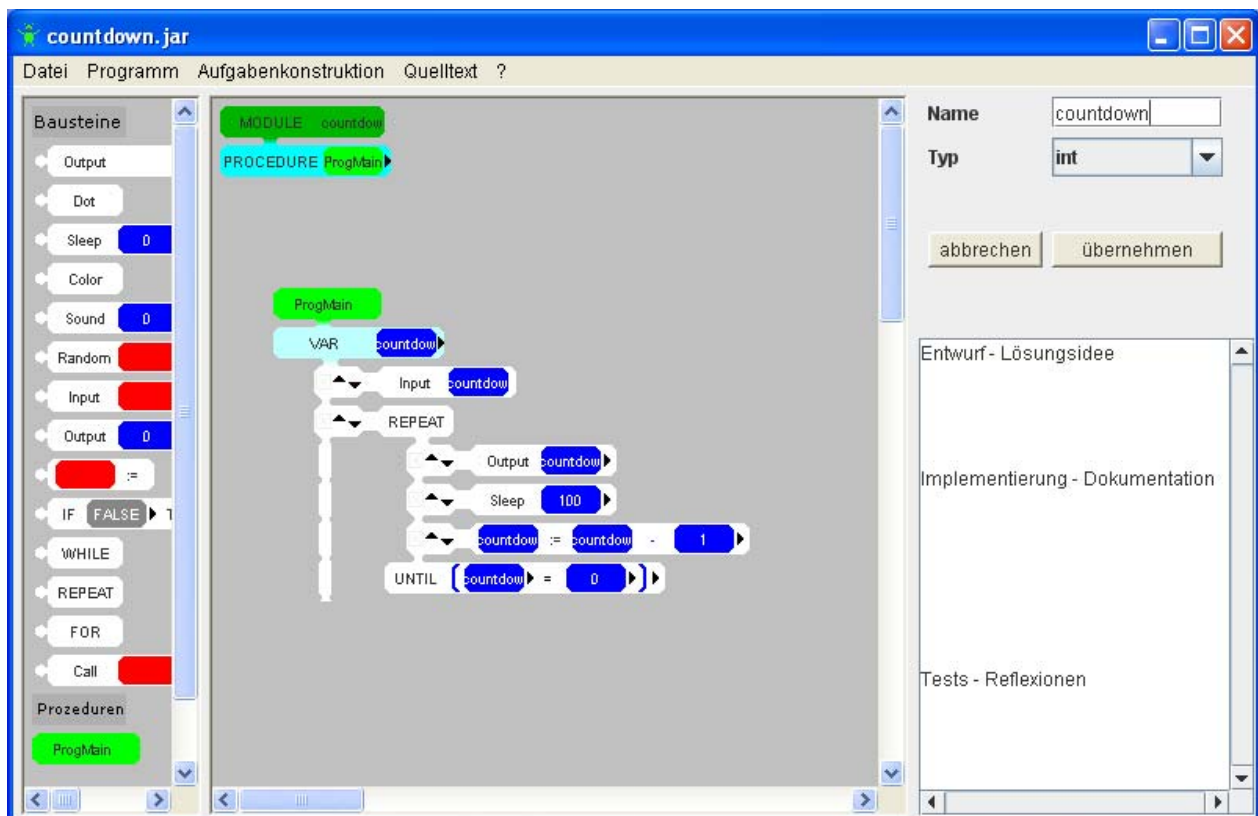 countdown.jar
Datei Programm Aufgabenkonstruktion Quelltext ?
Bausteine
Output
Dot
Sleep 0
Color
Sound 0
Random
Input
Output 0
:=
IF FALSE T
WHILE
REPEAT
FOR
Call
Prozeduren
ProgMain
MODULE countdow
PROCEDURE ProgMain
ProgMain
VAR countdow
Input countdow
REPEAT
Output countdow
Sleep 100
countdow := countdow - 1
UNTIL ( countdow = 0 )
Name countdown
Typ int
abbrechen übernehmen
Entwurf - Lösungsidee
Implementierung - Dokumentation
Tests - Reflexionen